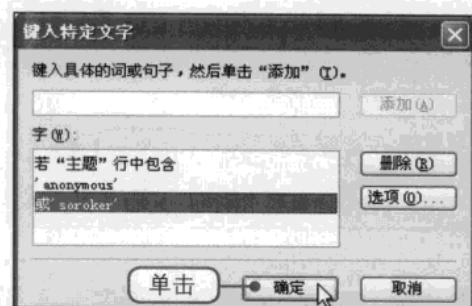 键入特定文字
键入具体的词或句子，然后单击“添加”(T)。
添加(A)
字(W):
若“主题”行中包含
'anonymous'
删除(R)
或'soroker'
选项(O)...
单击
确定
取消